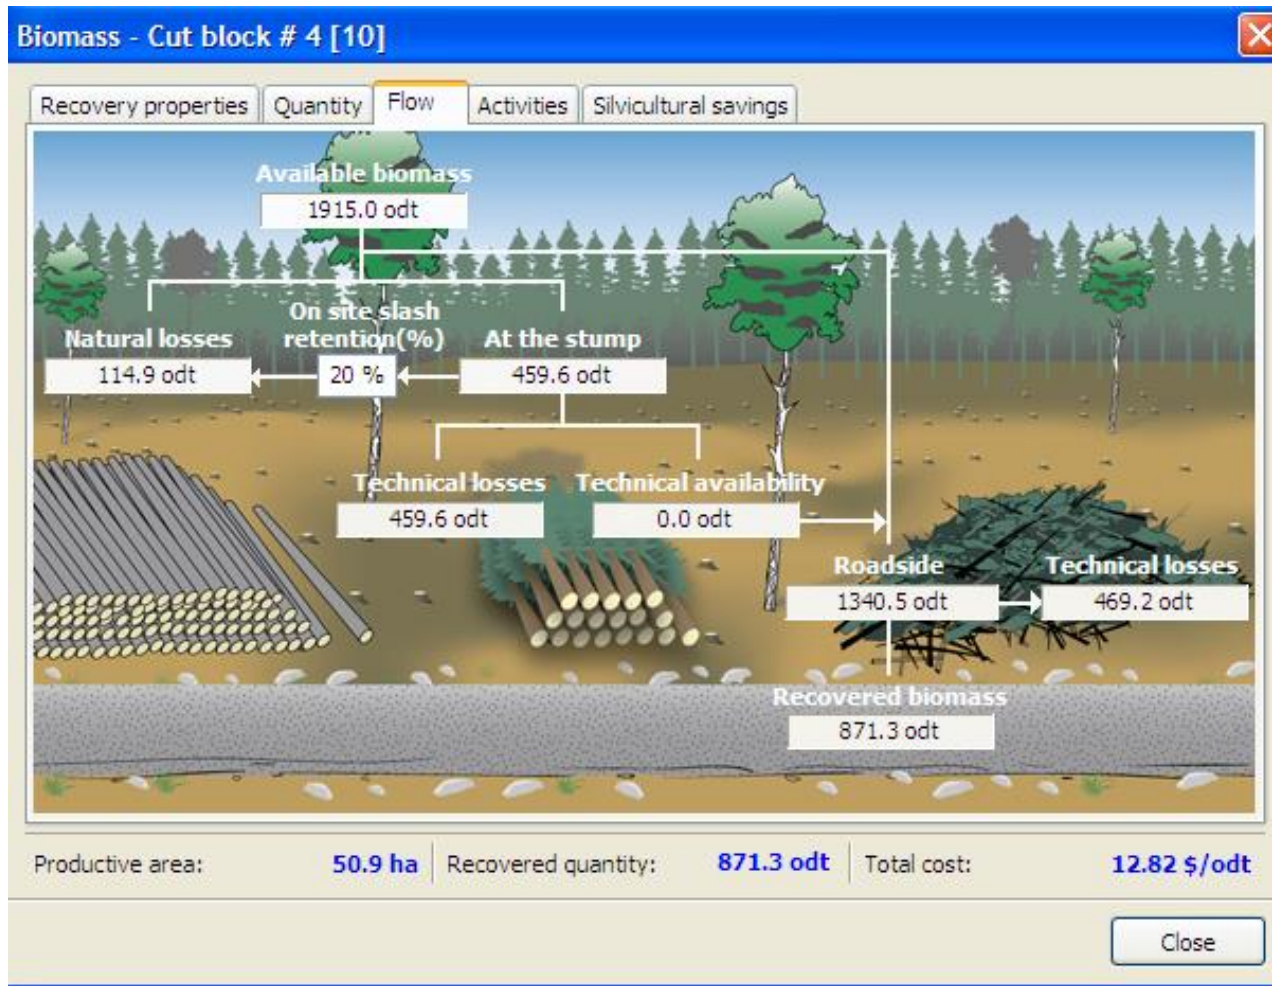 Biomass - Cut block # 4 [10]
Recovery properties Quantity Flow Activities Silvicultural savings
Available biomass
1915.0 odt
On site slash
Natural losses retention(%) At the stump
114.9 odt 20 % 459.6 odt
Technical losses Technical availability
459.6 odt 0.0 odt
Roadside Technical losses
1340.5 odt 469.2 odt
Recovered biomass
871.3 odt
Productive area: 50.9 ha Recovered quantity: 871.3 odt Total cost: 12.82 $/odt
Close